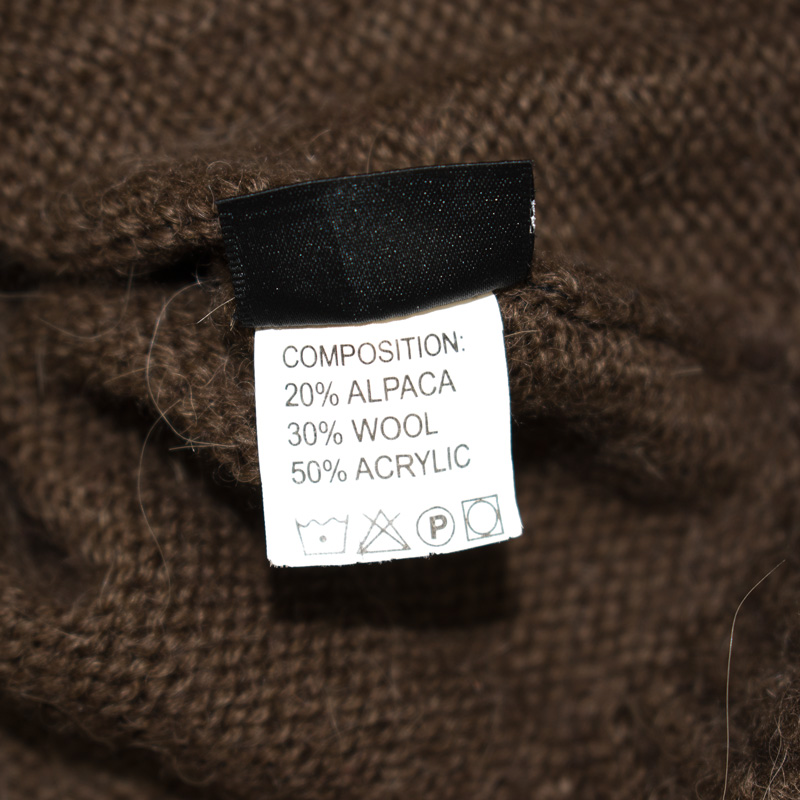 COMPOSITION:
20% ALPACA
30% WOOL
50% ACRYLIC
P